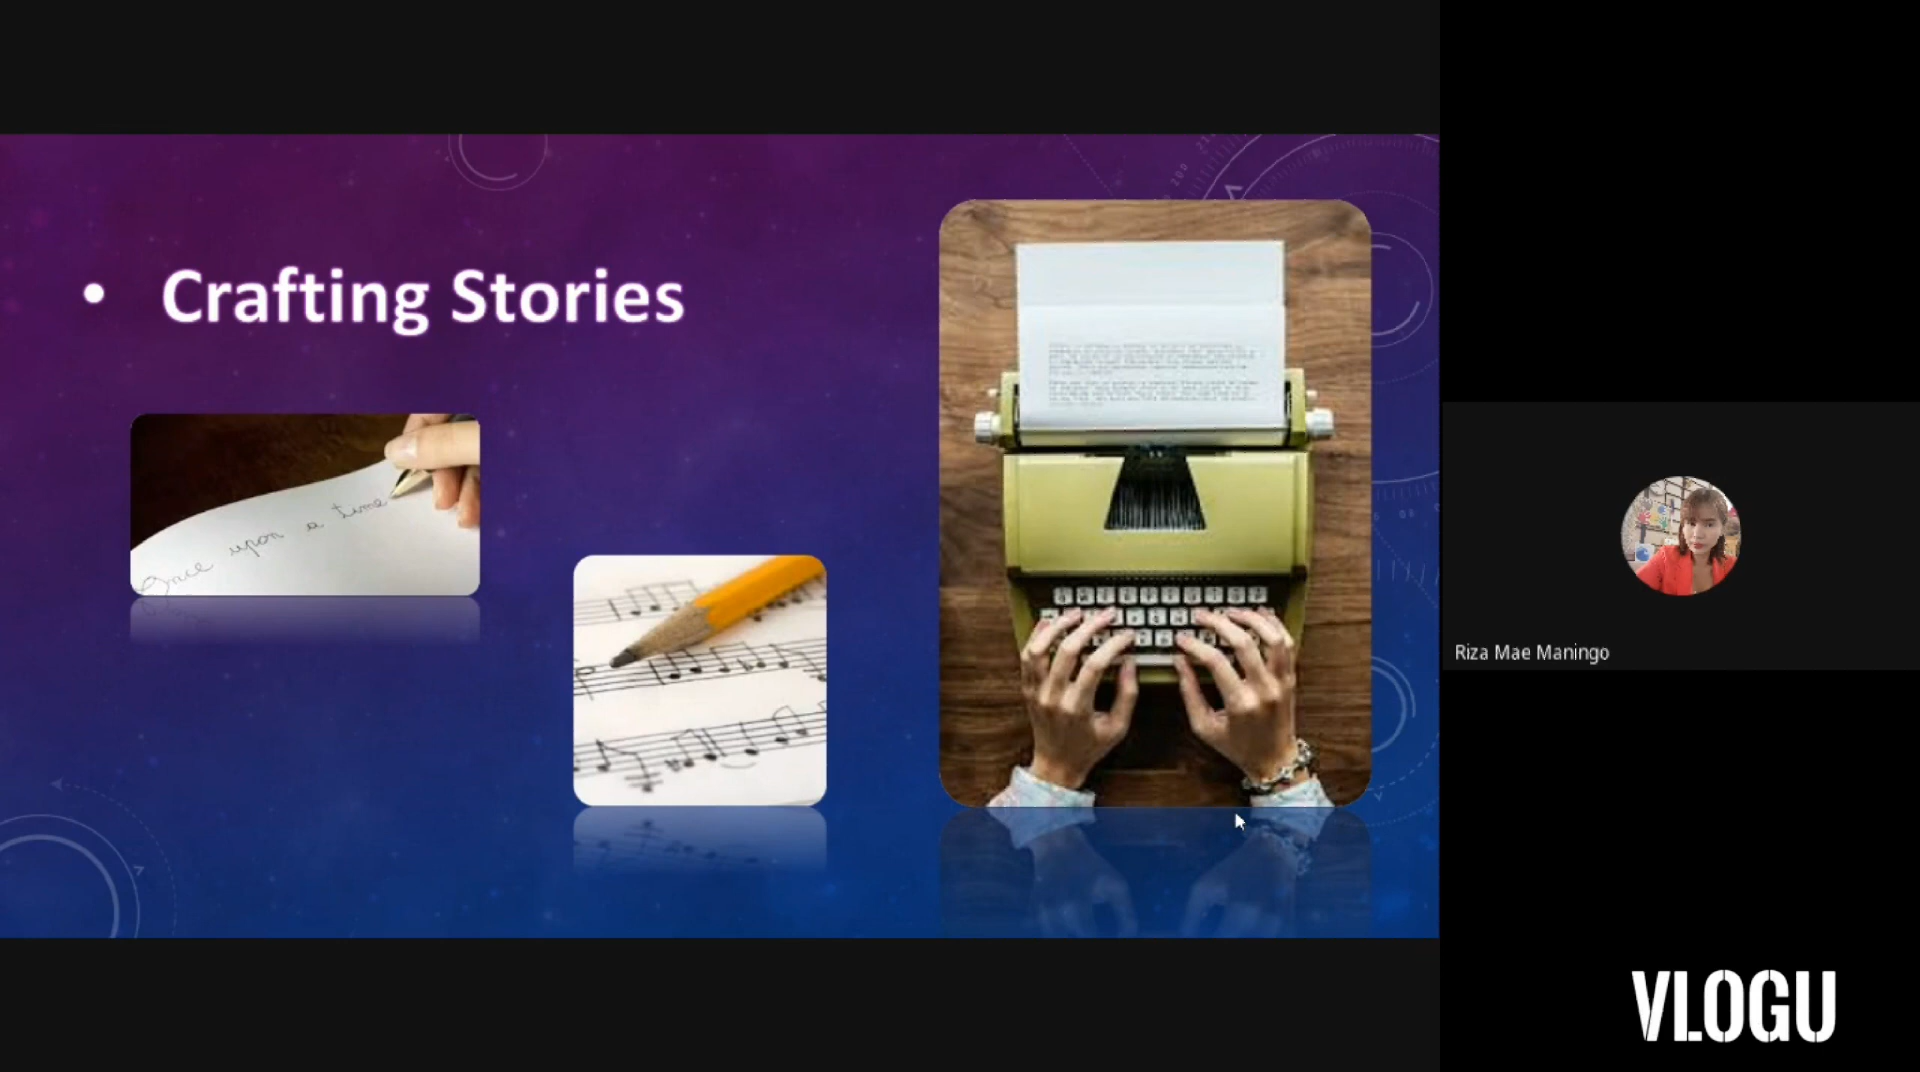 • Crafting Stories
Once upon a time
Riza Mae Maningo
VLOGU